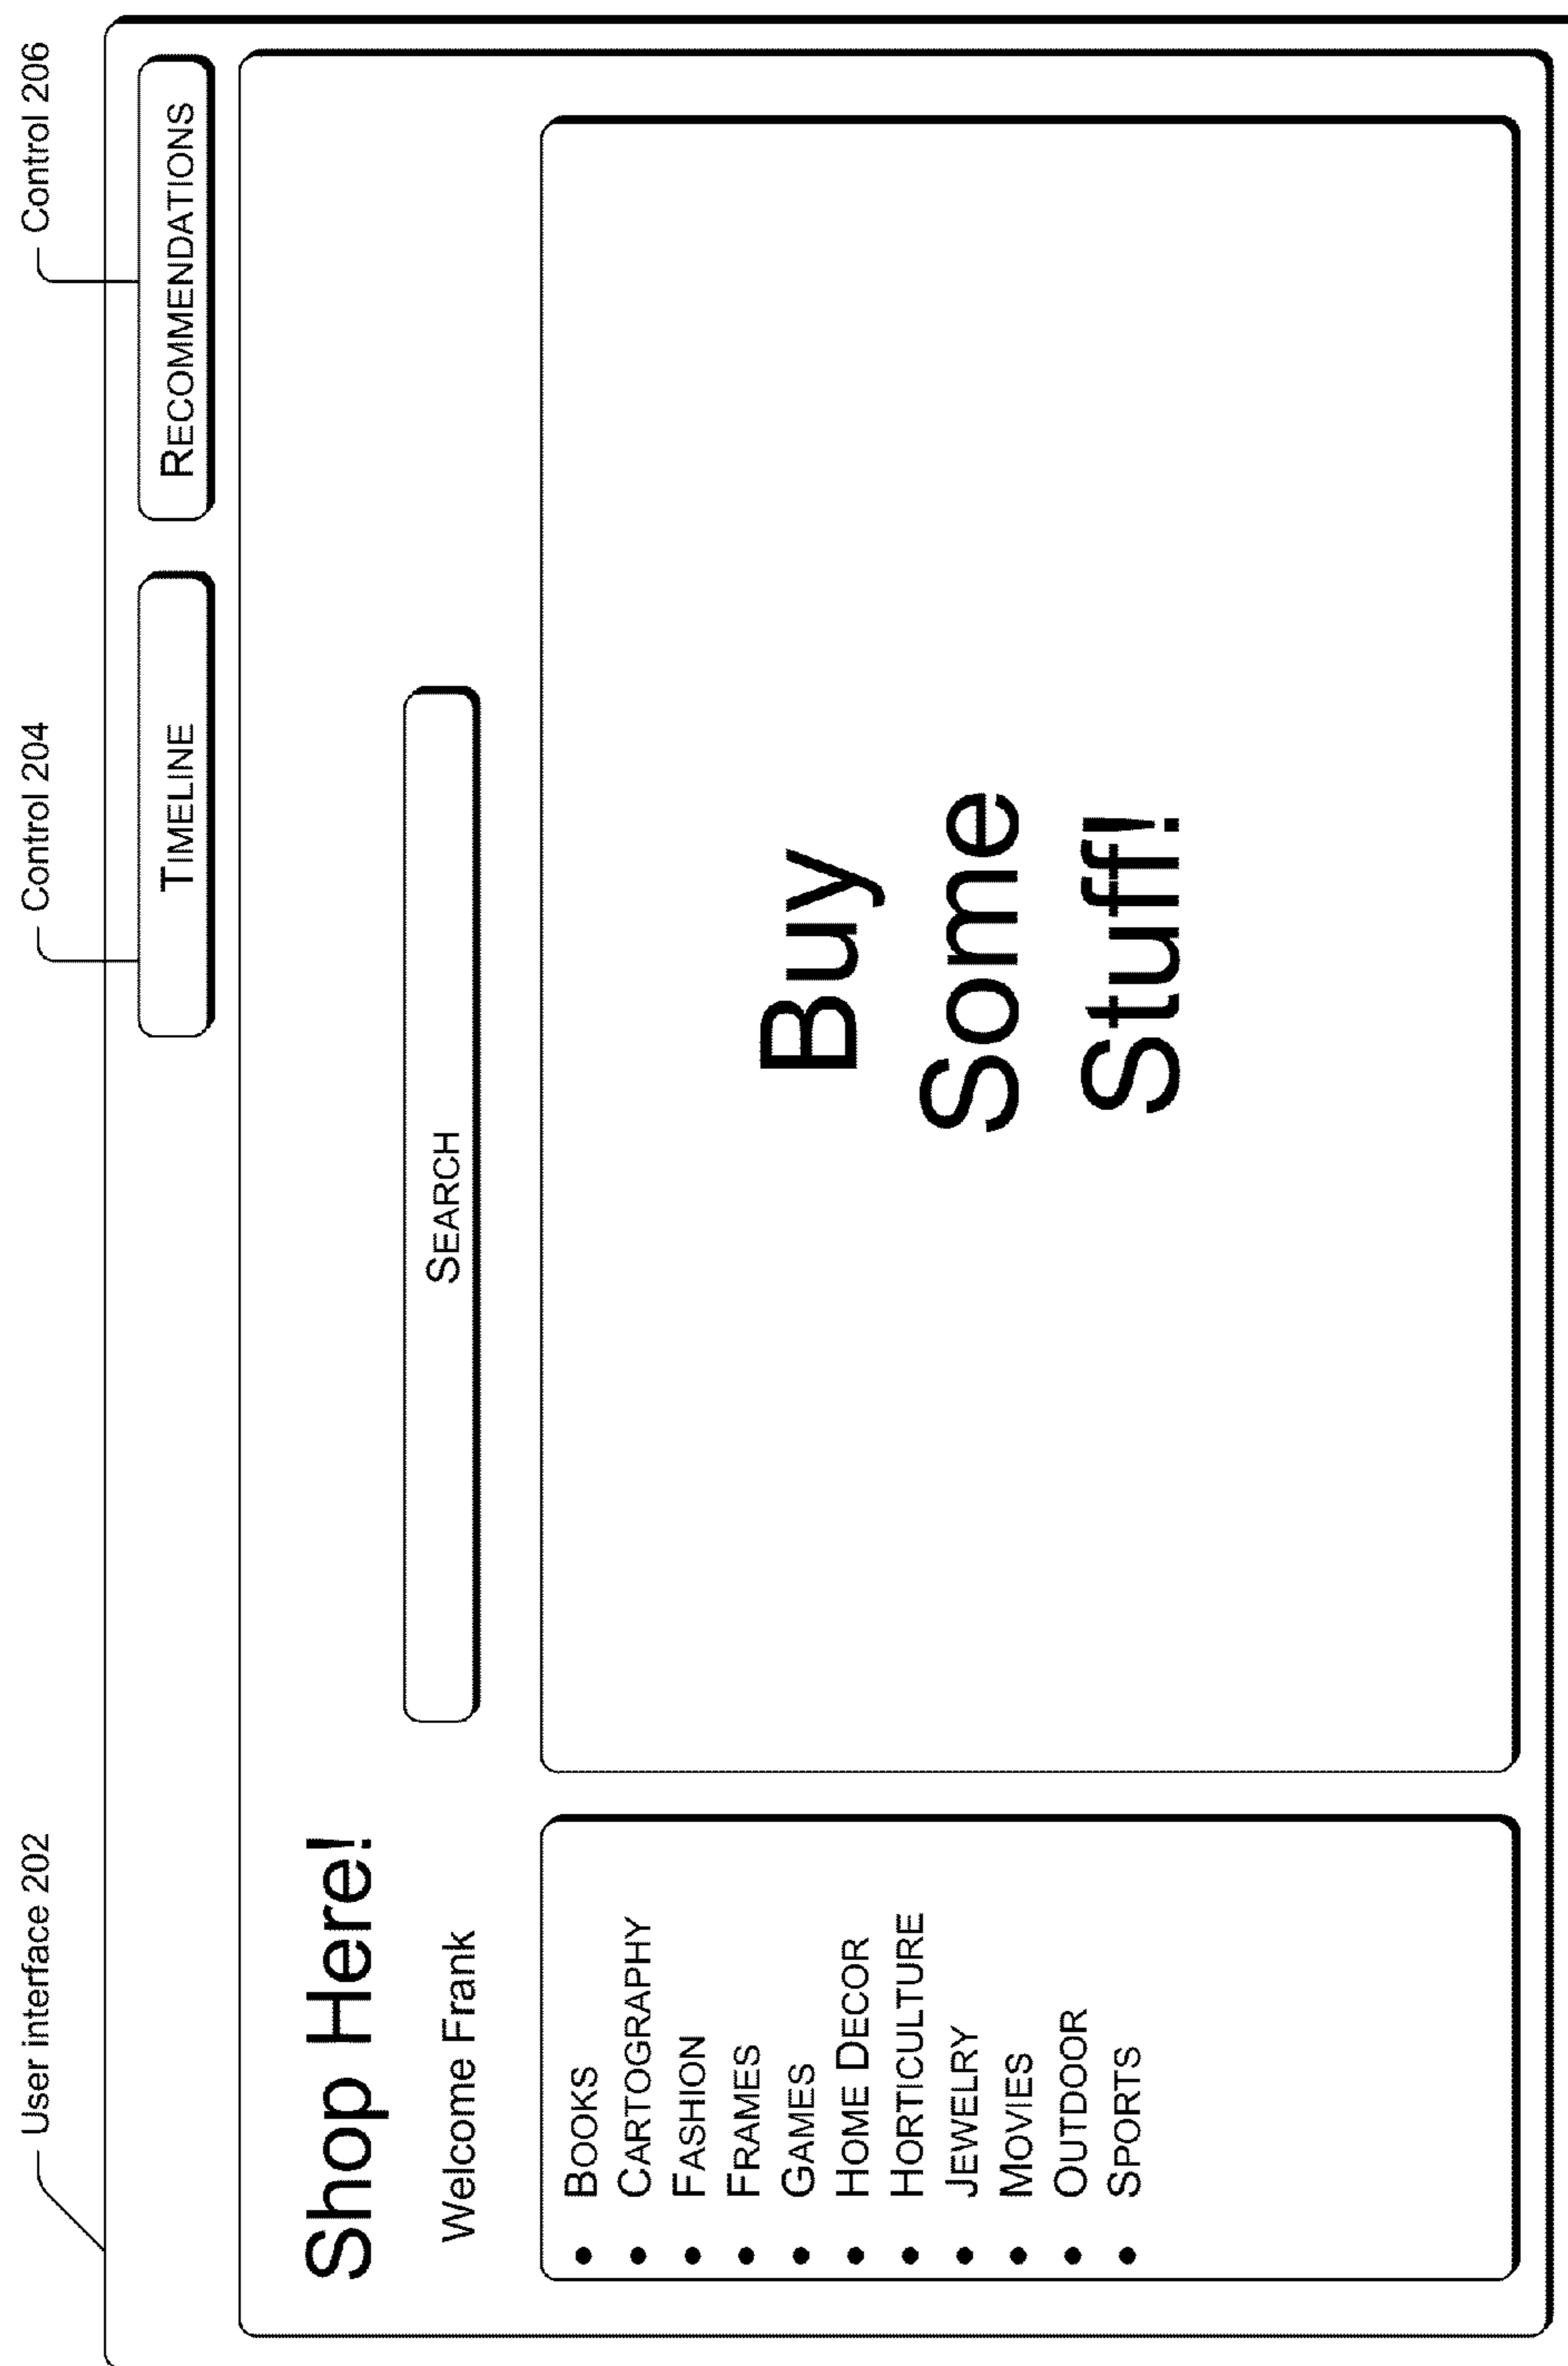 User interface 202
Control 204
Control 206
TIMELINE
RECOMMENDATIONS
Shop Here!
Welcome Frank
SEARCH
• BOOKS
• CARTOGRAPHY
• FASHION
• FRAMES
• GAMES
• HOME DECOR
• HORTICULTURE
• JEWELRY
• MOVIES
• OUTDOOR
• SPORTS
Buy
Some
Stuff!